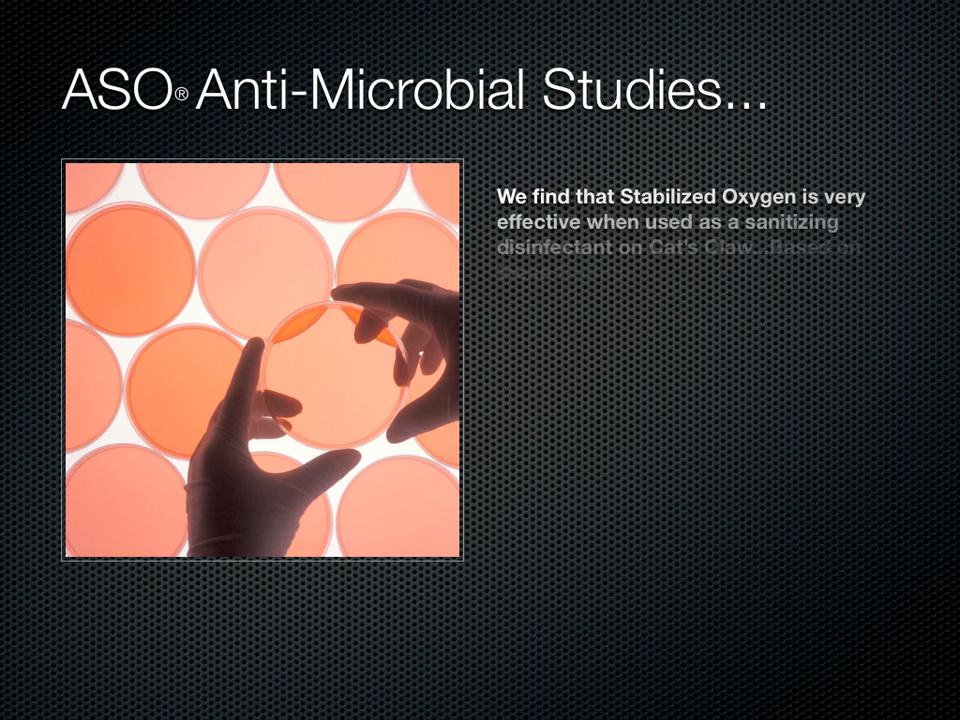 ASO® Anti-Microbial Studies...
We find that Stabilized Oxygen is very
effective when used as a sanitizing
disinfectant on Cat's Claw. Based on